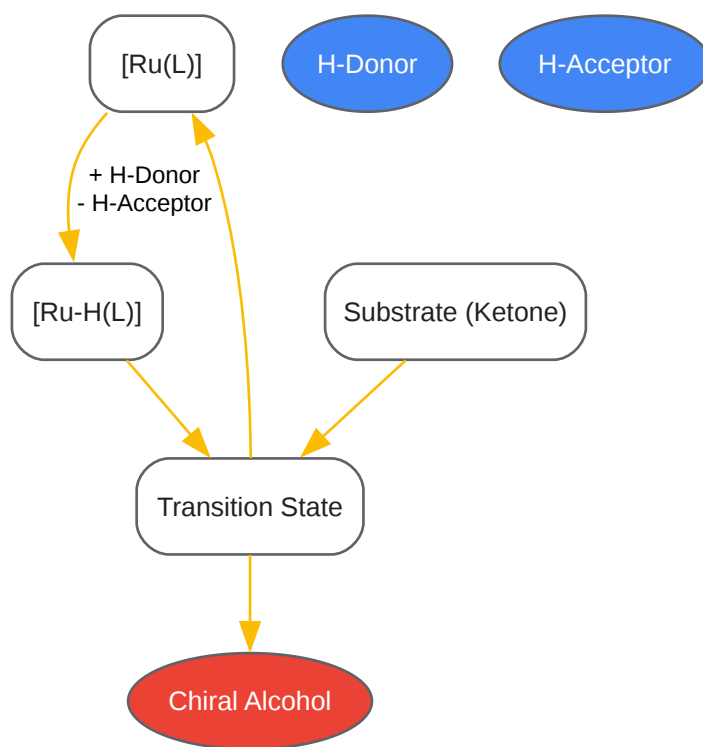 [Ru(L)]
H-Donor
H-Acceptor
+ H-Donor
- H-Acceptor
[Ru-H(L)]
Substrate (Ketone)
Transition State
Chiral Alcohol